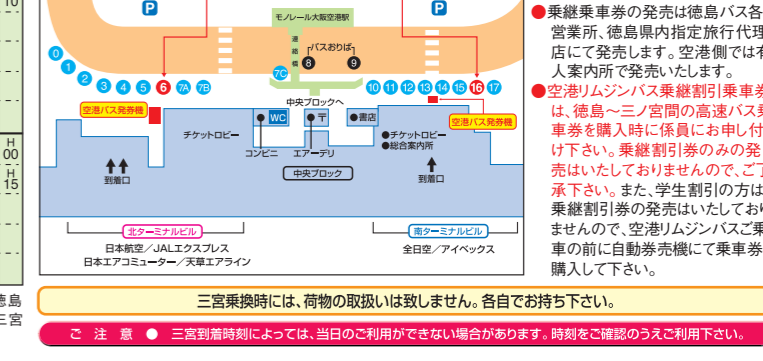 10
P
P
モノレール大阪空港駅
連絡橋
バスおりば
0
1
2
3
4
5
6
7A
7B
7C
8
9
10
11
12
13
14
15
16
17
中央ブロックへ
空港バス発券機
空港バス発券機
WC
〒
●書店
チケットロビー
コンビニ
エアーデリ
●チケットロビー
●総合案内所
中央ブロック
到着口
到着口
北ターミナルビル
日本航空／JALエクスプレス
日本エアコミューター／天草エアライン
南ターミナルビル
全日空／アイベックス
H
00
H
15
徳島
三宮
●乗継乗車券の発売は徳島バス各
営業所、徳島県内指定旅行代理
店にて発売します。空港側では有
人案内所で発売いたします。
●空港リムジンバス乗継割引乗車券
は、徳島～三ノ宮間の高速バス乗
車券を購入時に係員にお申し付
け下さい。乗継割引券のみの発
売はいたしておりませんので、ご了
承下さい。また、学生割引の方は
乗継割引券の発売はいたしており
ませんので、空港リムジンバスご乗
車の前に自動券売機にて乗車券
購入して下さい。
三宮乗換時には、荷物の取扱いは致しません。各自でお持ち下さい。
ご注意 ● 三宮到着時刻によっては、当日のご利用ができない場合があります。時刻をご確認のうえご利用下さい。